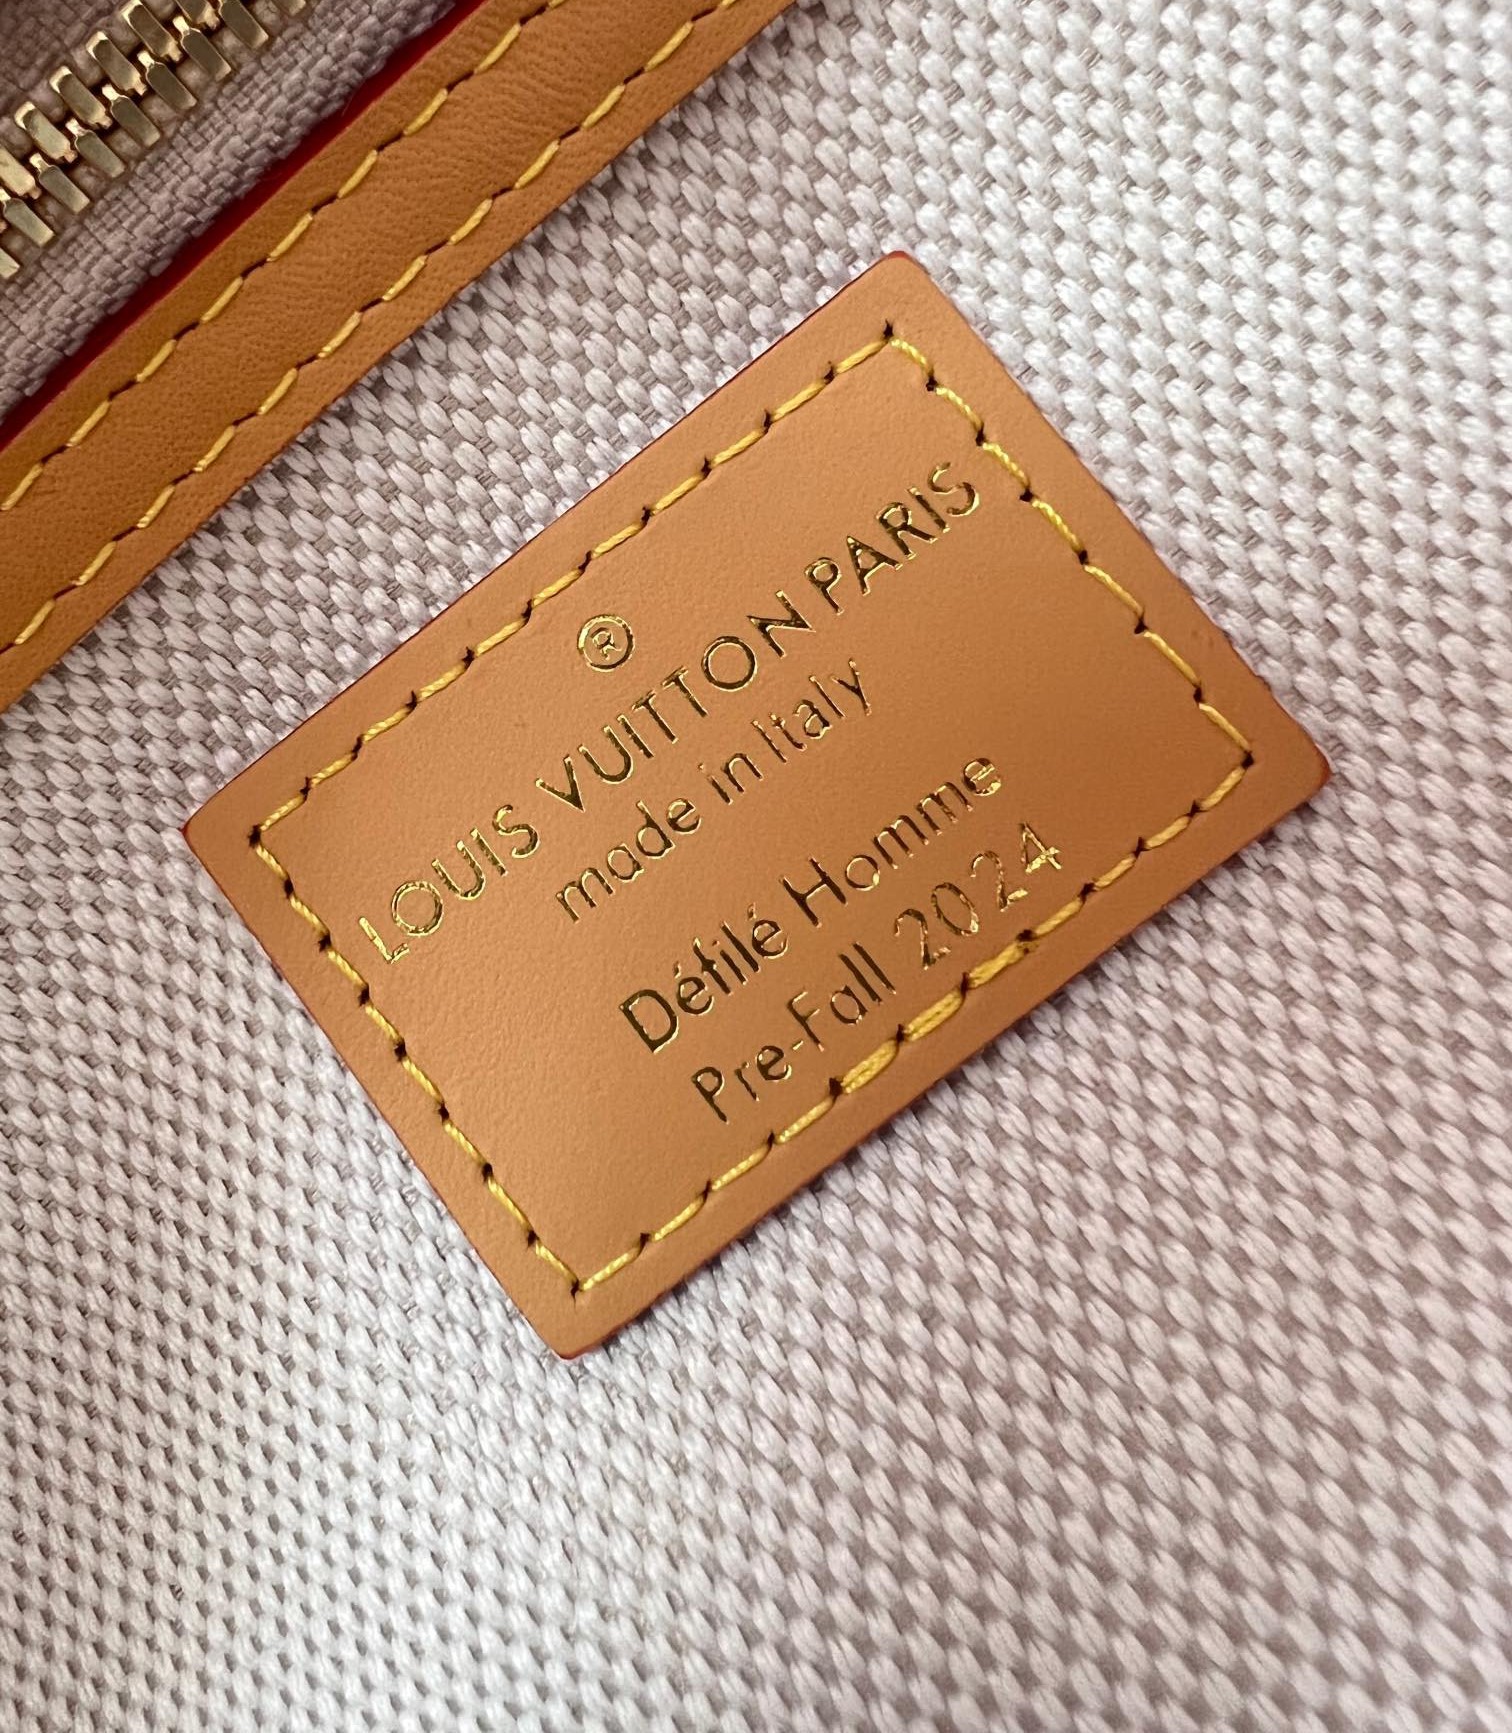 ®
LOUIS VUITTON PARIS
made in Italy
Défilé Homme
Pre-Fall 2024